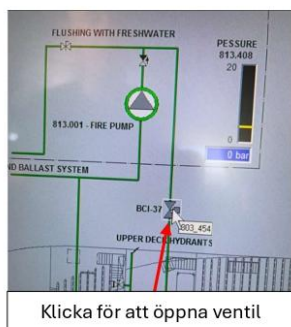 FLUSHING WITH FRESHWATER
PESSURE
813.408
20
0
0 bar
813.001 - FIRE PUMP
ND BALLAST SYSTEM
BCI-37
803_454
UPPER DECK HYDRANTS
Klicka för att öppna ventil